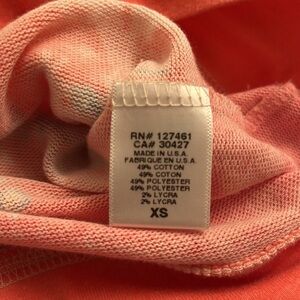 RN# 127461
CA# 30427
MADE IN U.S.A.
FABRIQUE EN U.S.A.
49% COTTON
49% COTON
49% POLYESTER
49% POLYESTER
2% LYCRA
2% LYCRA
XS